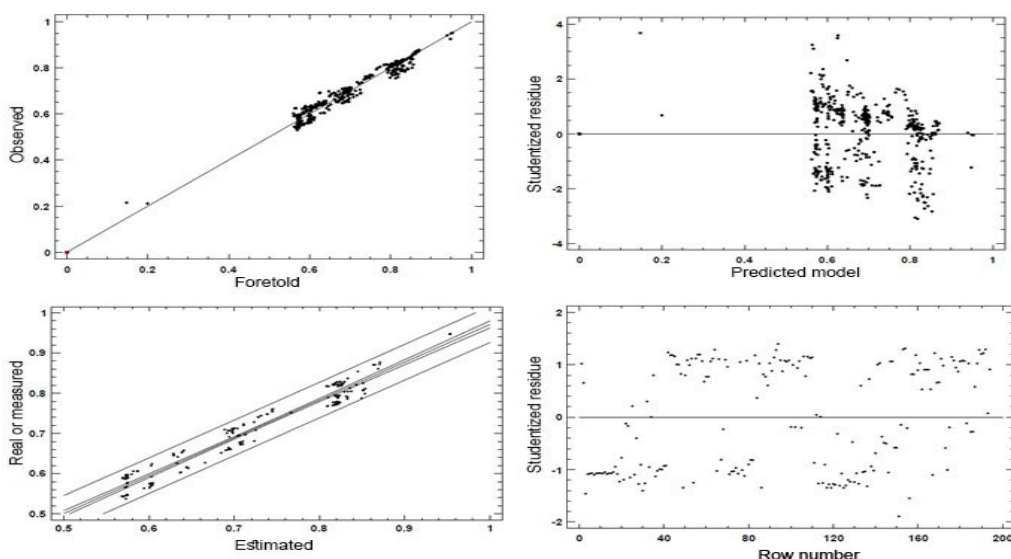 Observed
1
0.8
0.6
0.4
0.2
0
0 0.2 0.4 0.6 0.8 1
Foretold
Studentized residue
4
2
0
-2
-4
0 0.2 0.4 0.6 0.8 1
Predicted model
Real or measured
1
0.9
0.8
0.7
0.6
0.5
0.5 0.6 0.7 0.8 0.9 1
Estimated
Studentized residue
2
1
0
-1
-2
0 40 80 120 160 200
Row number